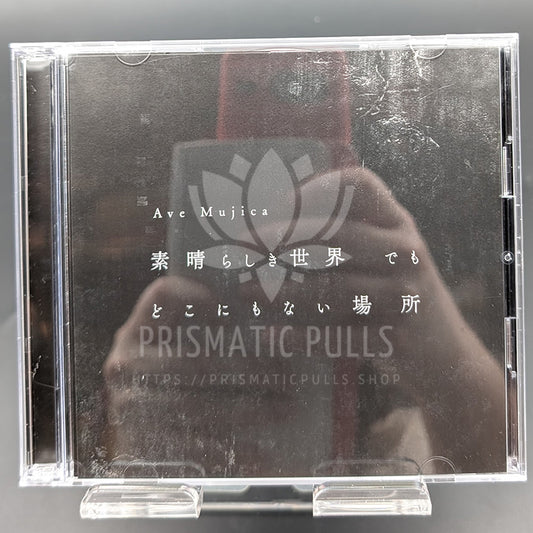 Ave Mujica
素晴らしき世界 でも
どこにもない 場所
PRISMATIC PULLS
HTTPS://PRISMATICPULLS.SHOP